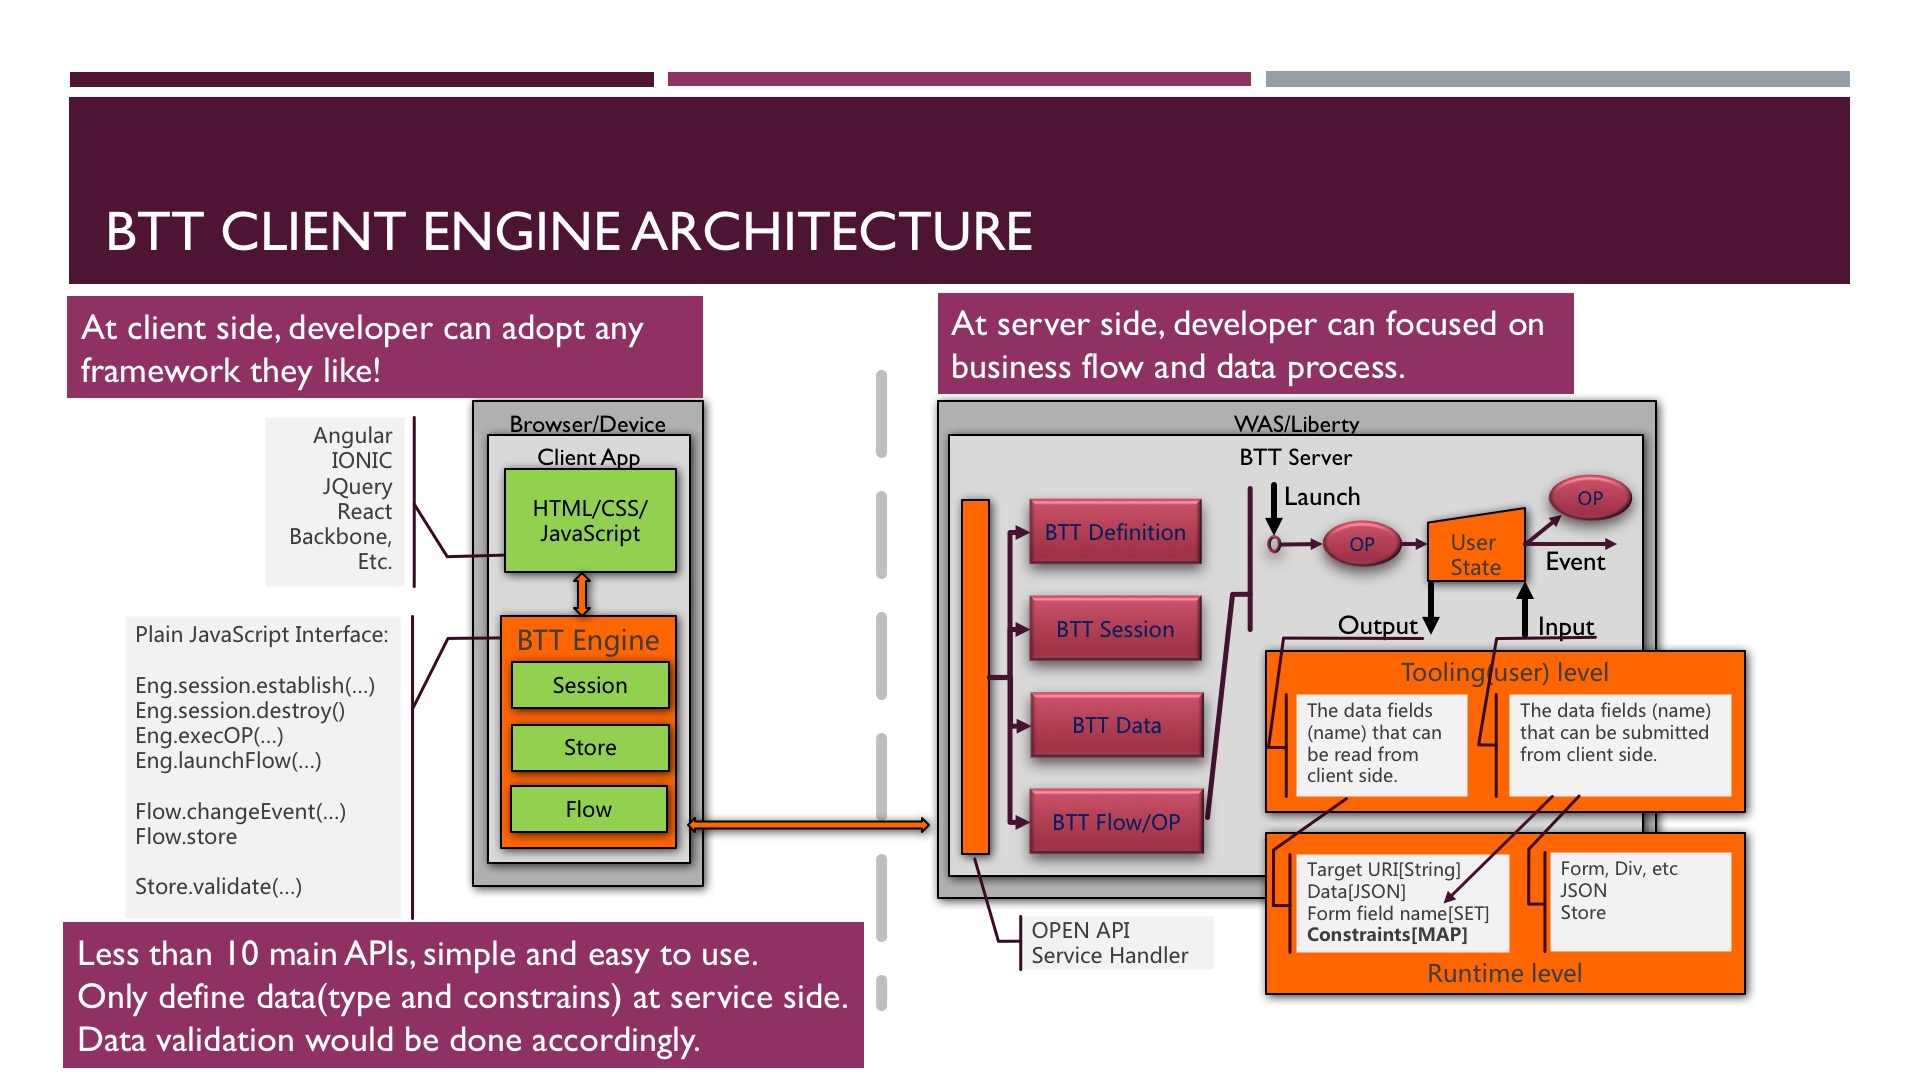 BTT CLIENT ENGINE ARCHITECTURE
At client side, developer can adopt any
framework they like!
At server side, developer can focused on
business flow and data process.
Angular
IONIC
JQuery
React
Backbone,
Etc.
Plain JavaScript Interface:
Eng.session.establish(...)
Eng.session.destroy()
Eng.execOP(...)
Eng.launchFlow(...)
Flow.changeEvent(...)
Flow.store
Store.validate(...)
Browser/Device
Client App
HTML/CSS/
JavaScript
BTT Engine
Session
Store
Flow
WAS/Liberty
BTT Server
BTT Definition
BTT Session
BTT Data
BTT Flow/OP
Launch
OP
User
State
OP
Event
Output
Input
Tooling(user) level
The data fields
(name) that can
be read from
client side.
The data fields (name)
that can be submitted
from client side.
Target URI[String]
Data[JSON]
Form field name[SET]
Constraints[MAP]
Form, Div, etc
JSON
Store
Runtime level
OPEN API
Service Handler
Less than 10 main APIs, simple and easy to use.
Only define data(type and constrains) at service side.
Data validation would be done accordingly.